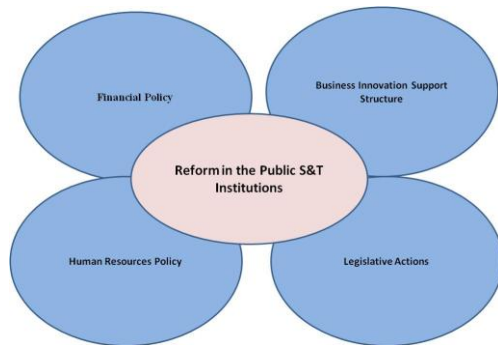 Financial Policy
Business Innovation Support
Structure
Reform in the Public S&T
Institutions
Human Resources Policy
Legislative Actions